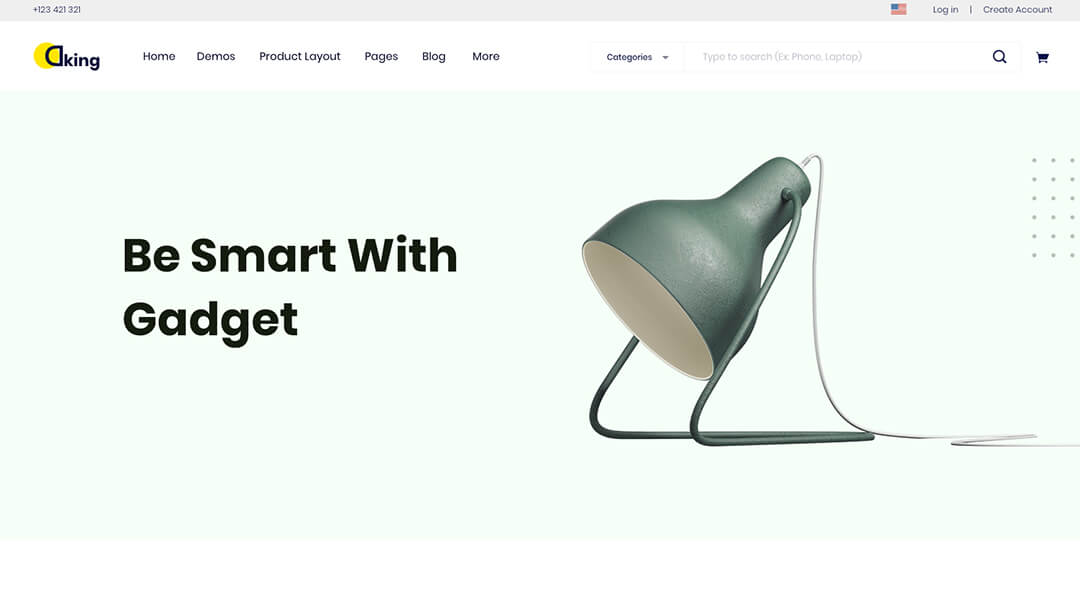 +123 421 321
Log in | Create Account
aking
Home Demos Product Layout Pages Blog More
Categories
Type to search (Ex: Phone, Laptop)
Be Smart With
Gadget